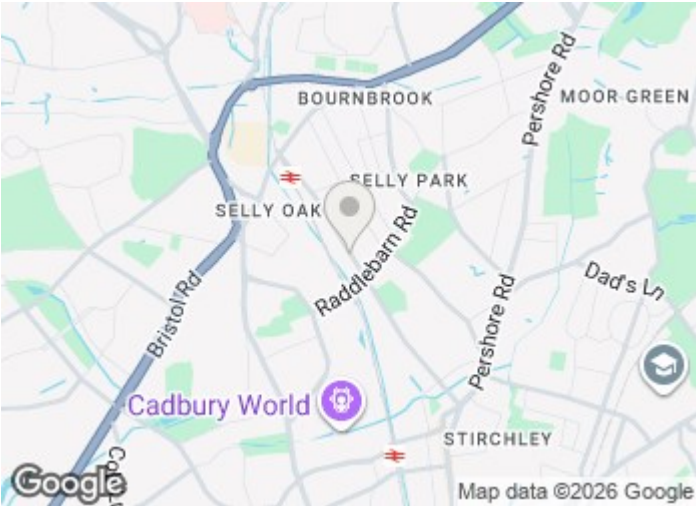 BOURNBROOK
MOOR GREEN
Pershore Rd
SELLY PARK
SELLY OAK
Raddlebarn Rd
Dad's Ln
Bristol Rd
Pershore Rd
Cadbury World
STIRCHLEY
Google
Map data ©2026 Google